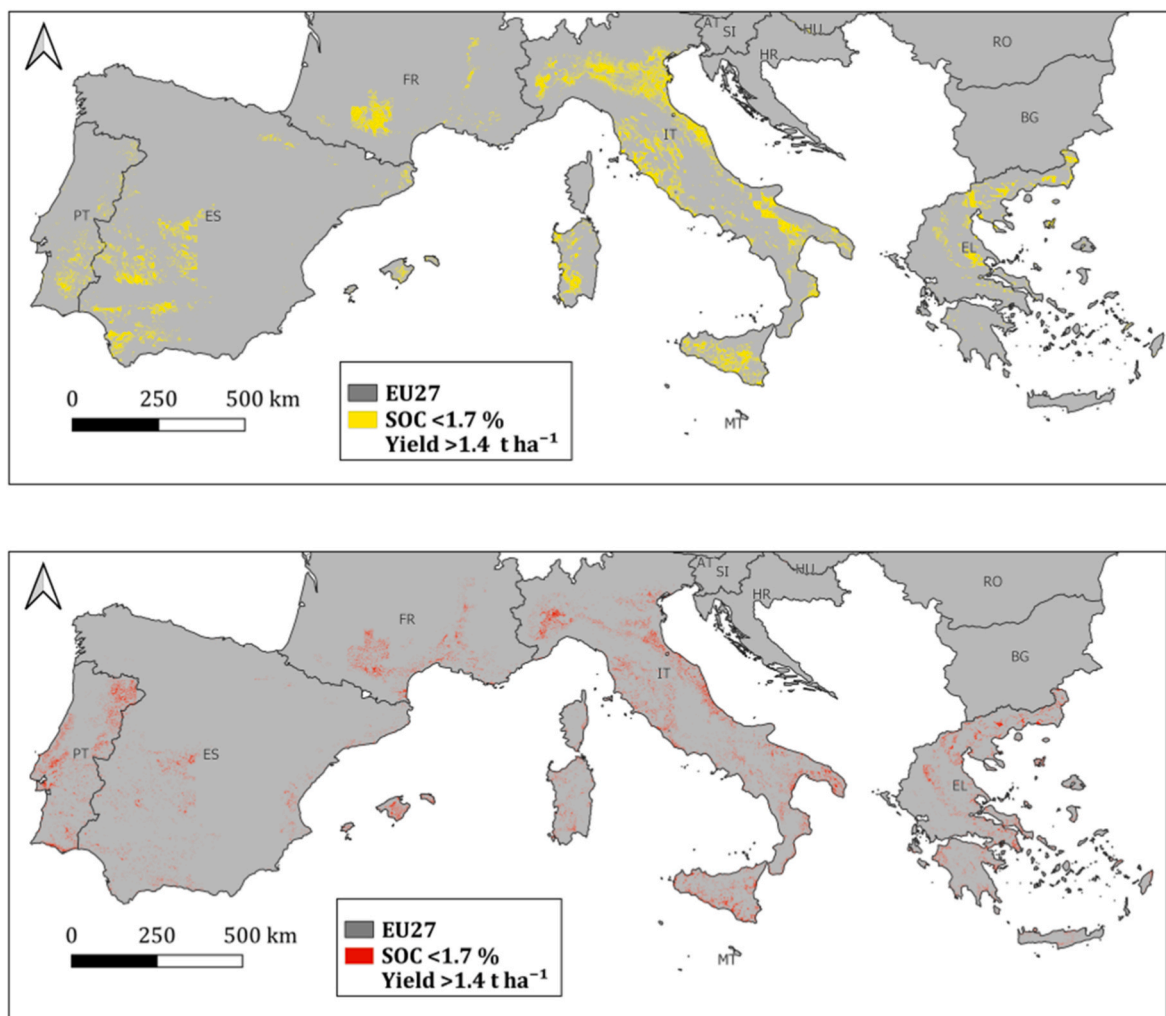 AT
HU
SI
HR
RO
FR
BG
IT
PT
ES
EL
0 250 500 km
EU27
SOC <1.7 %
Yield >1.4 t ha⁻¹
MT
AT
HU
SI
HR
RO
FR
BG
IT
PT
ES
EL
0 250 500 km
EU27
SOC <1.7 %
Yield >1.4 t ha⁻¹
MT